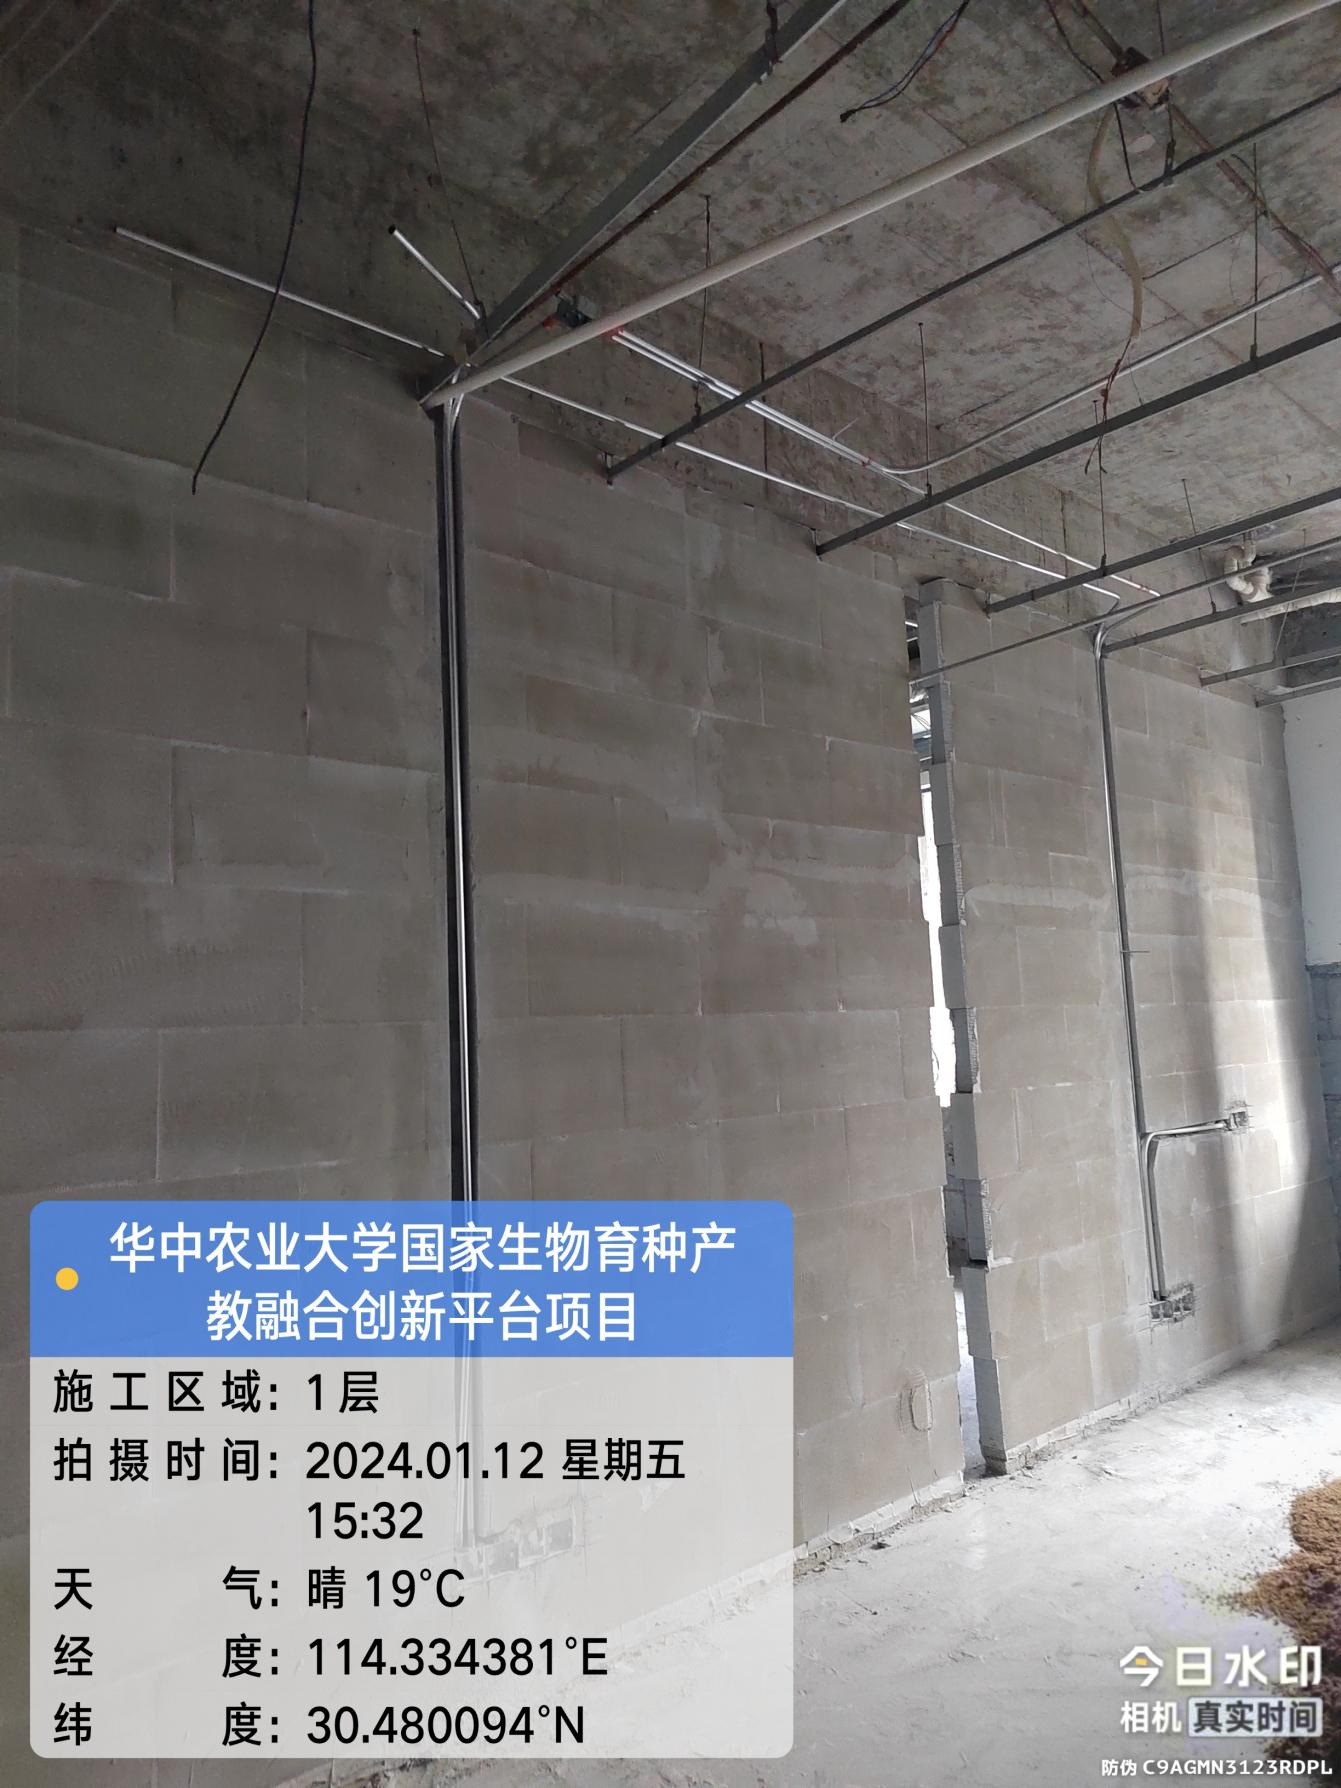 华中农业大学国家生物育种产
教融合创新平台项目
施工区域：1层
拍摄时间：2024.01.12 星期五
15:32
天气：晴 19°C
经度：114.334381°E
纬度：30.480094°N
今日水印
相机 真实时间
防伪 C9AGMN3123RDPL